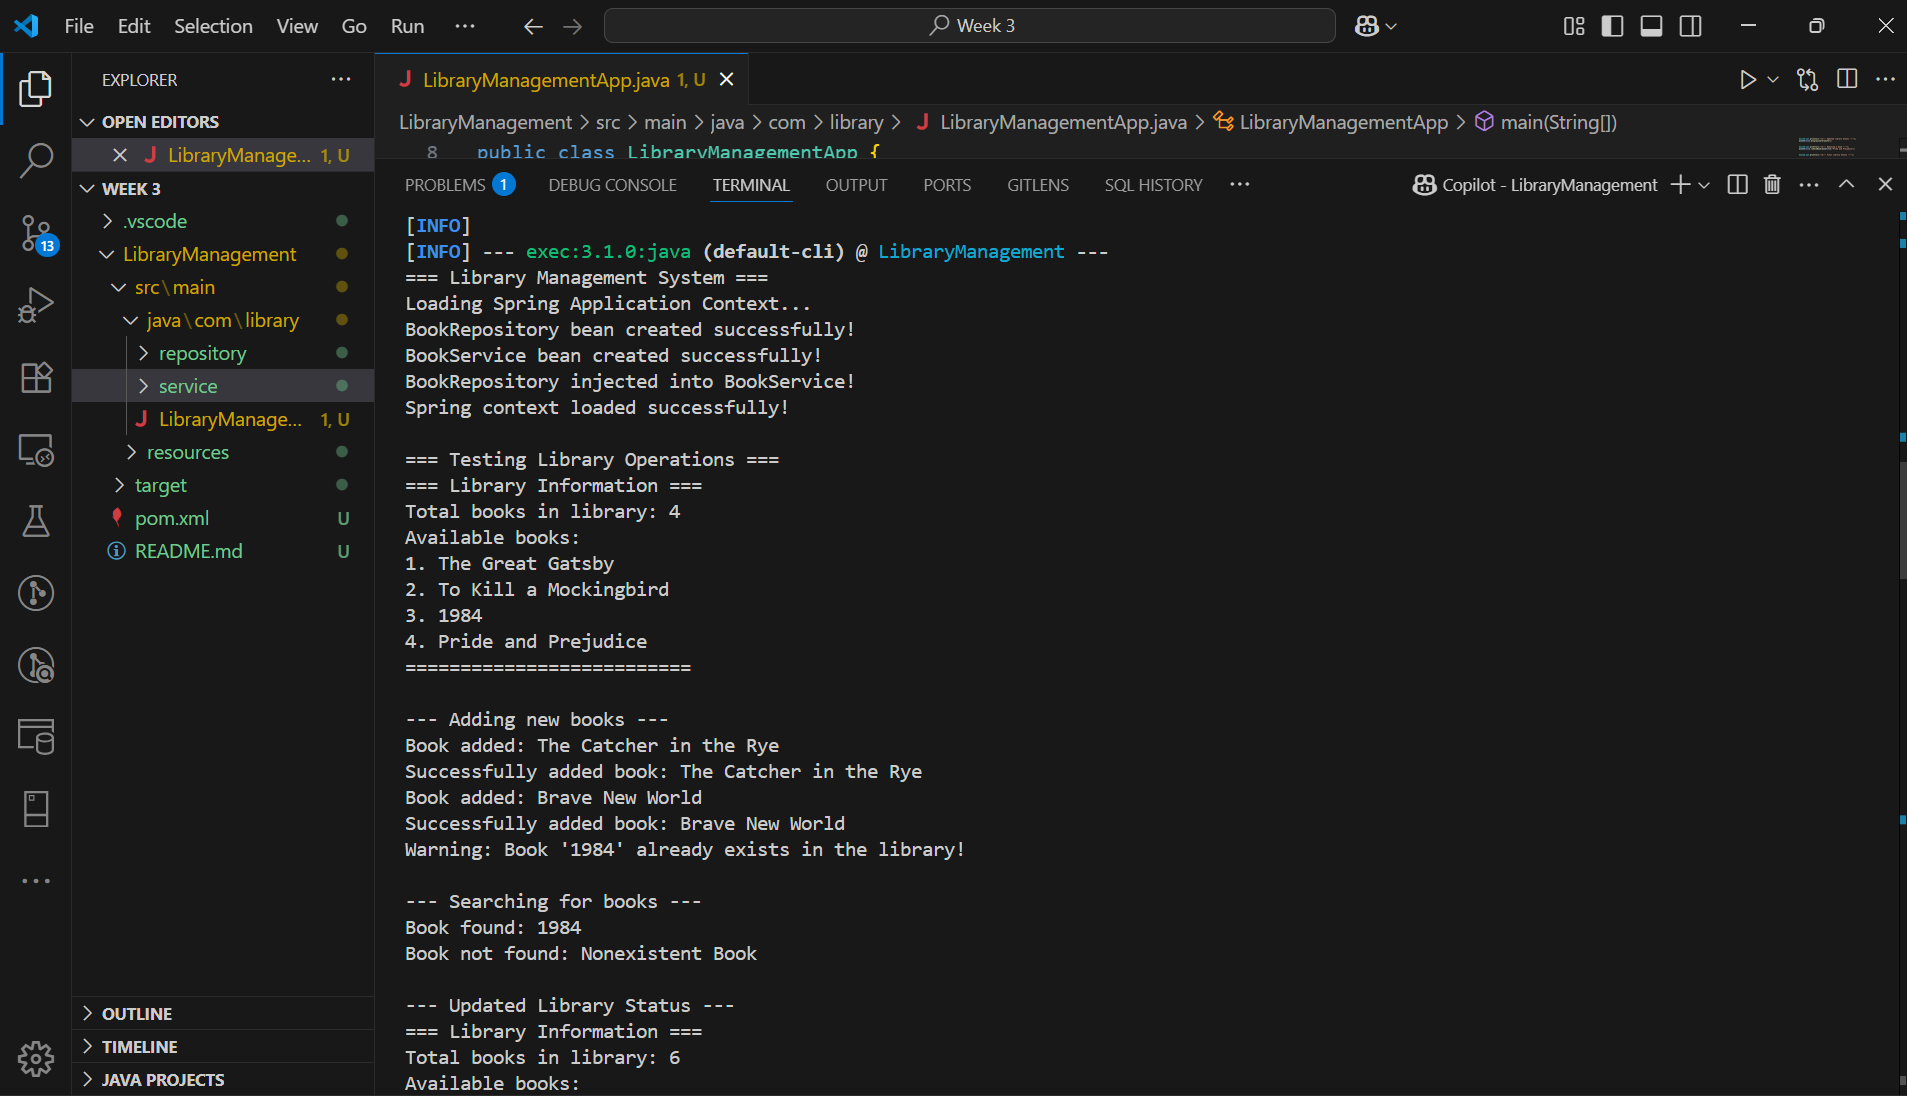 File Edit Selection View Go Run ··· Week 3
EXPLORER ···
OPEN EDITORS
LibraryManage... 1, U
WEEK 3
.vscode
LibraryManagement
src\main
java\com\library
repository
service
LibraryManage... 1, U
resources
target
pom.xml U
README.md U
OUTLINE
TIMELINE
JAVA PROJECTS
13
LibraryManagementApp.java 1, U
LibraryManagement > src > main > java > com > library > LibraryManagementApp.java > LibraryManagementApp > main(String[])
8 public class LibraryManagementApp {
PROBLEMS 1 DEBUG CONSOLE TERMINAL OUTPUT PORTS GITLENS SQL HISTORY ··· Copilot - LibraryManagement
[INFO]
[INFO] --- exec:3.1.0:java (default-cli) @ LibraryManagement ---
=== Library Management System ===
Loading Spring Application Context...
BookRepository bean created successfully!
BookService bean created successfully!
BookRepository injected into BookService!
Spring context loaded successfully!
=== Testing Library Operations ===
=== Library Information ===
Total books in library: 4
Available books:
1. The Great Gatsby
2. To Kill a Mockingbird
3. 1984
4. Pride and Prejudice
==========================
--- Adding new books ---
Book added: The Catcher in the Rye
Successfully added book: The Catcher in the Rye
Book added: Brave New World
Successfully added book: Brave New World
Warning: Book '1984' already exists in the library!
--- Searching for books ---
Book found: 1984
Book not found: Nonexistent Book
--- Updated Library Status ---
=== Library Information ===
Total books in library: 6
Available books: